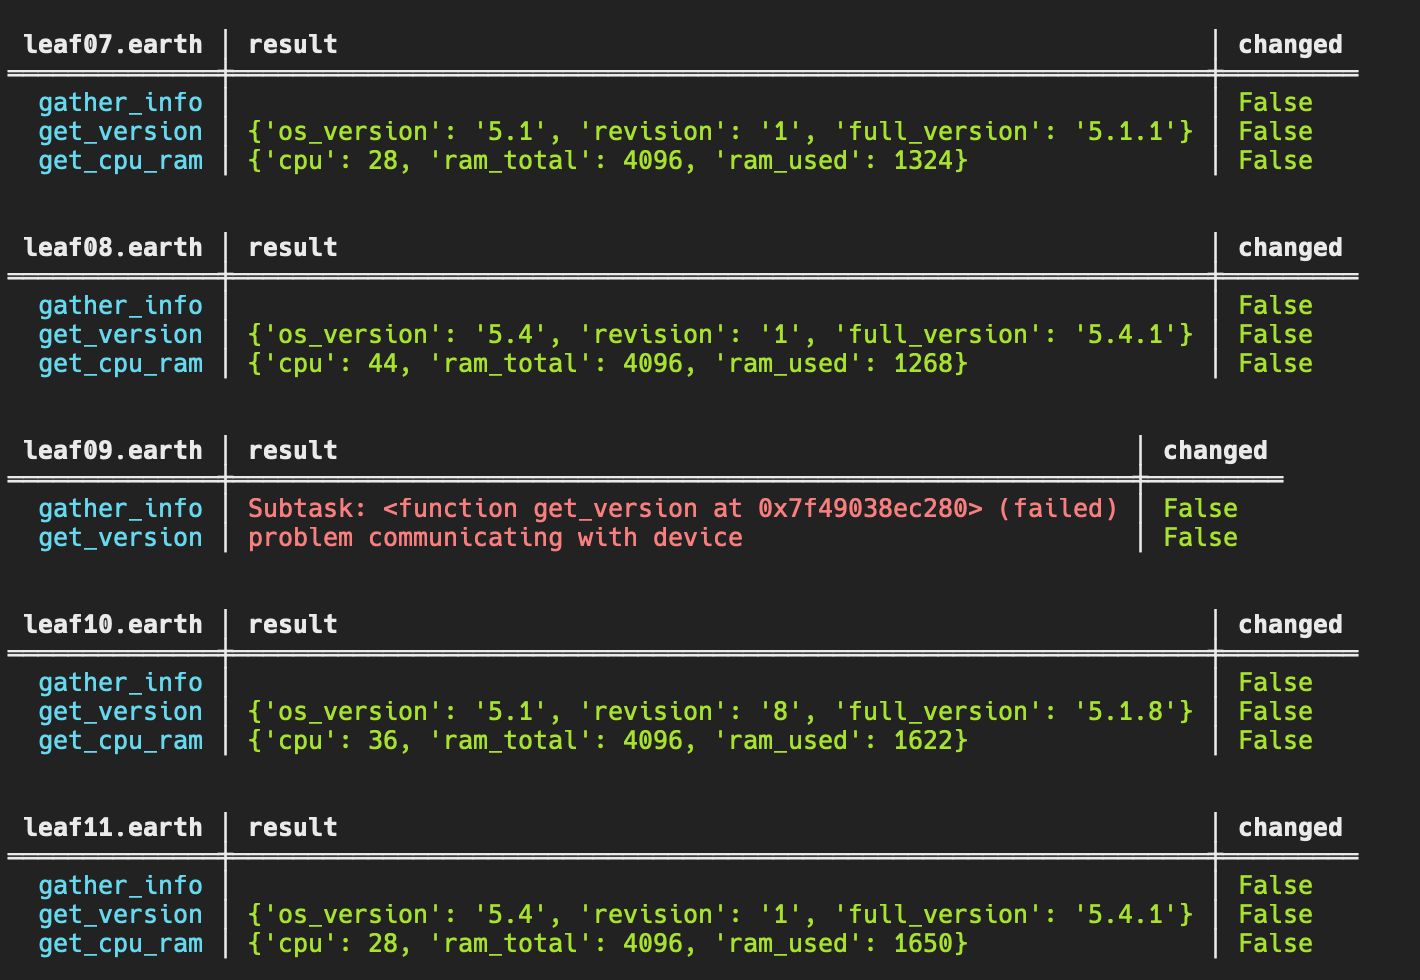 leaf07.earth result changed
gather_info False
get_version {'os_version': '5.1', 'revision': '1', 'full_version': '5.1.1'} False
get_cpu_ram {'cpu': 28, 'ram_total': 4096, 'ram_used': 1324} False
leaf08.earth result changed
gather_info False
get_version {'os_version': '5.4', 'revision': '1', 'full_version': '5.4.1'} False
get_cpu_ram {'cpu': 44, 'ram_total': 4096, 'ram_used': 1268} False
leaf09.earth result changed
gather_info Subtask: <function get_version at 0x7f49038ec280> (failed) False
get_version problem communicating with device False
leaf10.earth result changed
gather_info False
get_version {'os_version': '5.1', 'revision': '8', 'full_version': '5.1.8'} False
get_cpu_ram {'cpu': 36, 'ram_total': 4096, 'ram_used': 1622} False
leaf11.earth result changed
gather_info False
get_version {'os_version': '5.4', 'revision': '1', 'full_version': '5.4.1'} False
get_cpu_ram {'cpu': 28, 'ram_total': 4096, 'ram_used': 1650} False